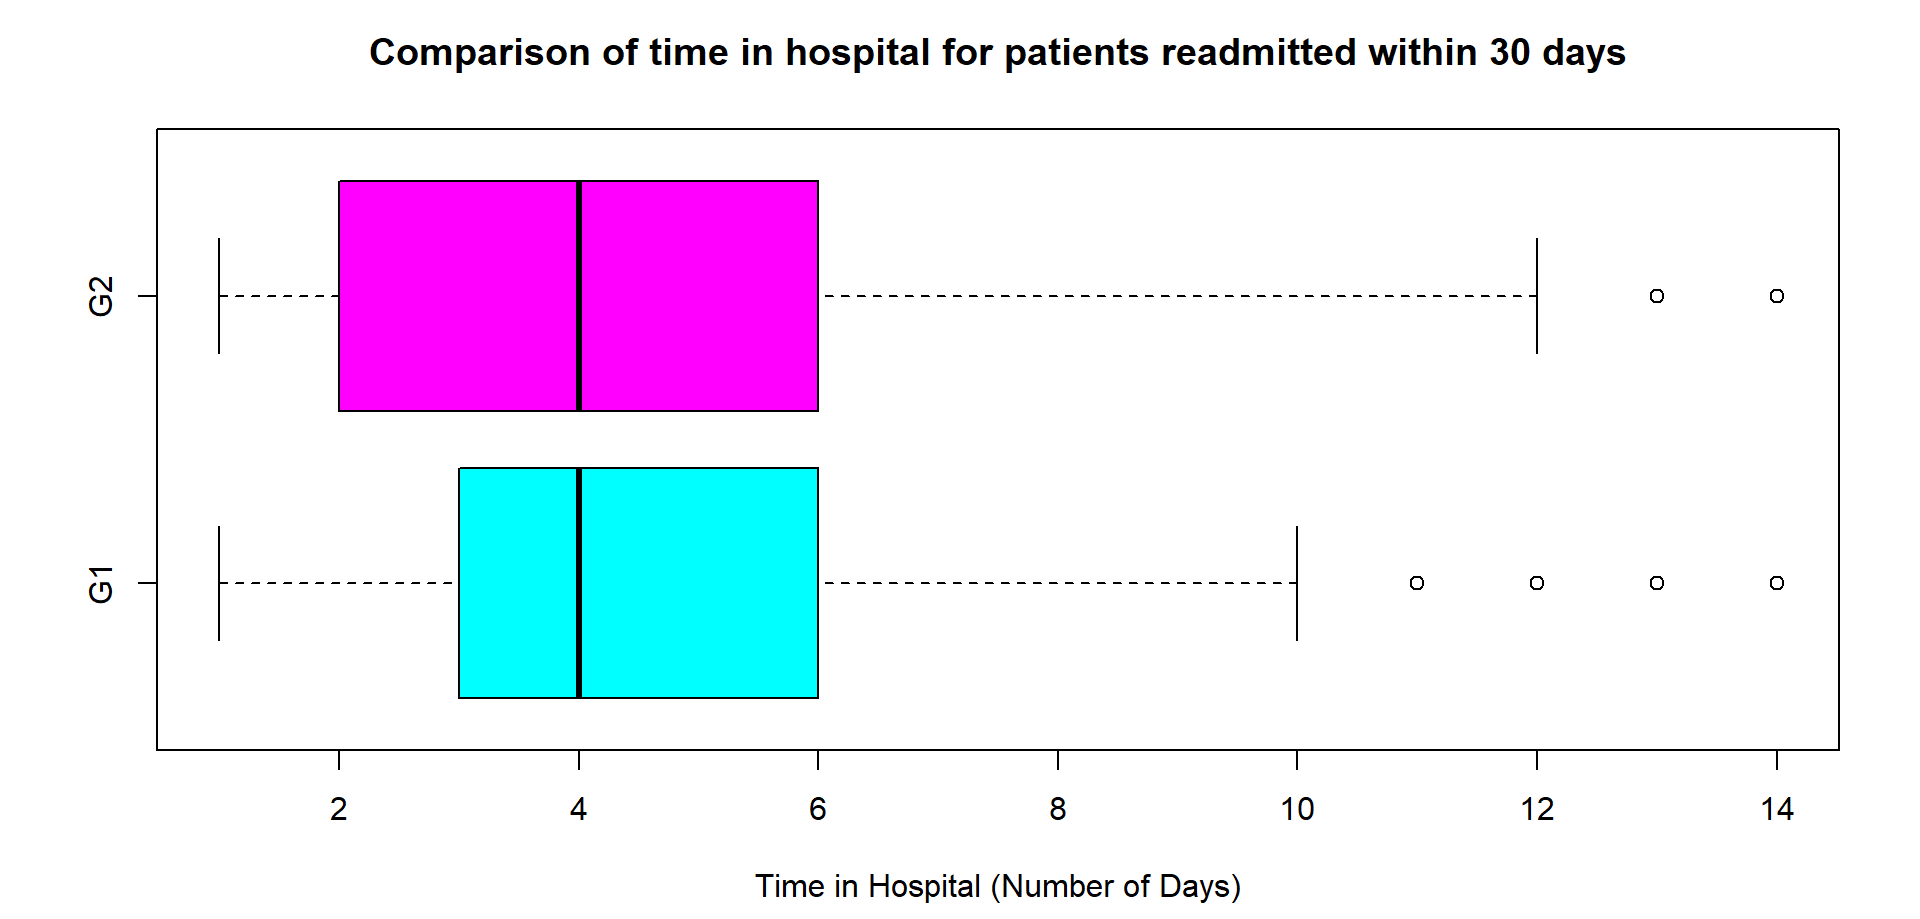 Comparison of time in hospital for patients readmitted within 30 days
G2
G1
2 4 6 8 10 12 14
Time in Hospital (Number of Days)